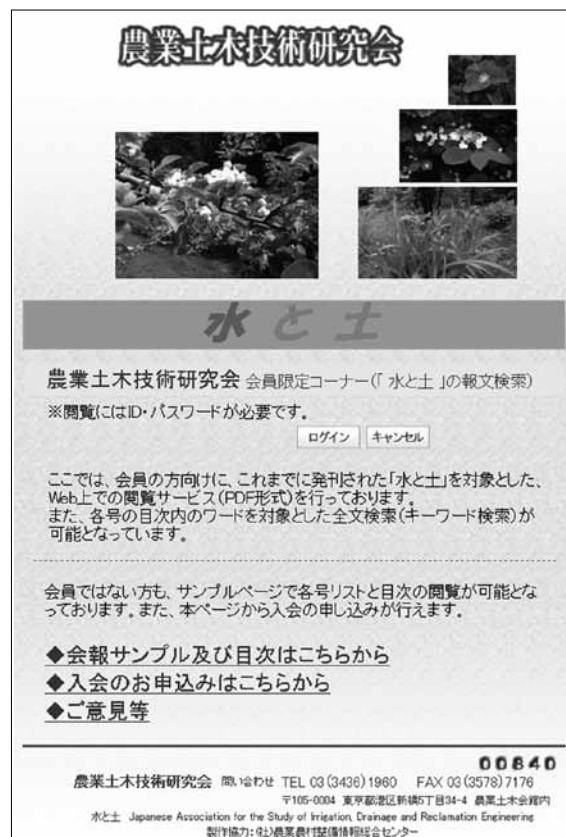 農業土木技術研究会
水と土
農業土木技術研究会 会員限定コーナー(「 水と土 」の報文検索)
※閲覧にはID・パスワードが必要です。
ログイン キャンセル
ここでは、会員の方向けに、これまでに発刊された「水と土」を対象とした、
Web上での閲覧サービス(PDF形式)を行っております。
また、各号の目次内のワードを対象とした全文検索(キーワード検索)が
可能となっています。
会員ではない方も、サンプルページで各号リストと目次の閲覧が可能とな
っております。また、本ページから入会の申し込みが行えます。
◆会報サンプル及び目次はこちらから
◆入会のお申込みはこちらから
◆ご意見等
00840
農業土木技術研究会 問い合わせ TEL 03(3436)1960 FAX 03(3578)7176
〒105-0004 東京都港区新橋5丁目34-4 農業土木会館内
水と土 Japanese Association for the Study of Irrigation, Drainage and Reclamation Engineering
製作協力:(社)農業農村整備情報総合センター